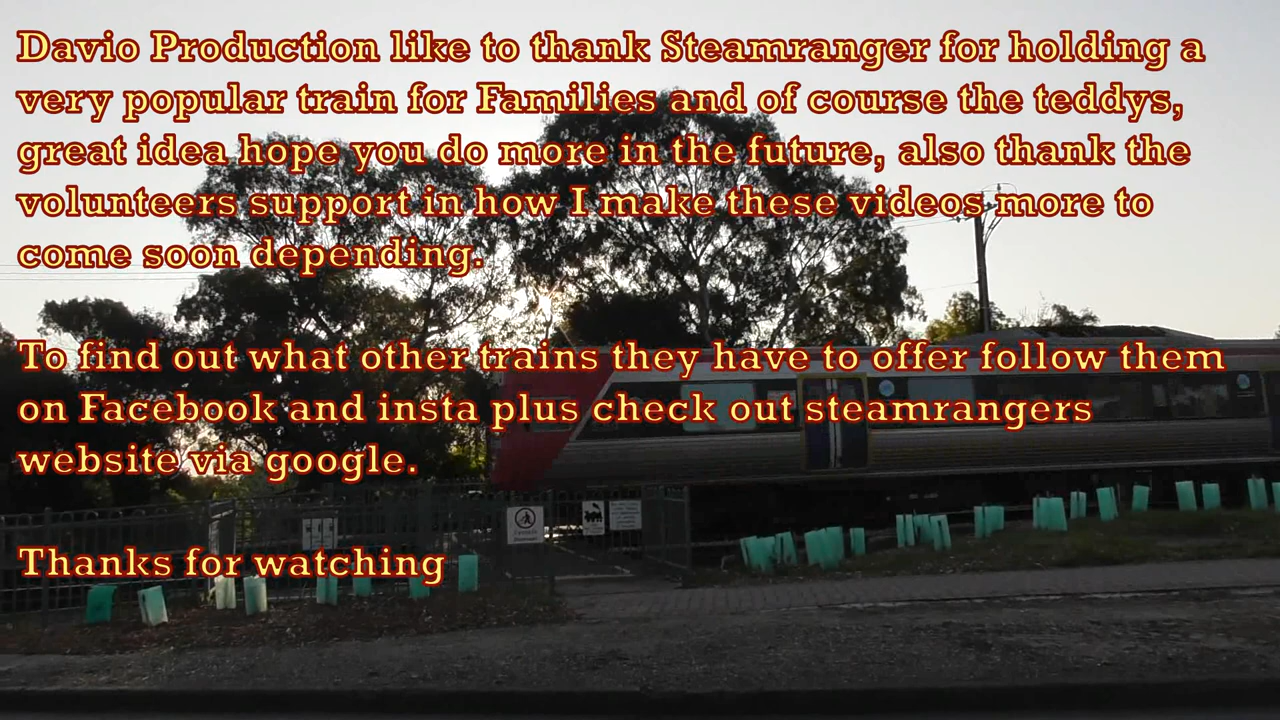 Davio Production like to thank Steamranger for holding a
very popular train for Families and of course the teddys,
great idea hope you do more in the future, also thank the
volunteers support in how I make these videos more to
come soon depending.
To find out what other trains they have to offer follow them
on Facebook and insta plus check out steamrangers
website via google.
Thanks for watching